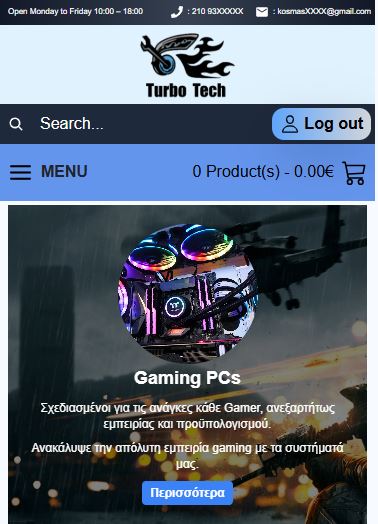 Open Monday to Friday 10:00 – 18:00 : 210 93XXXXX : kosmasXXXX@gmail.com
Turbo Tech
Search... Log out
MENU 0 Product(s) - 0.00€
Gaming PCs
Σχεδιασμένοι για τις ανάγκες κάθε Gamer, ανεξαρτήτως
εμπειρίας και προϋπολογισμού.
Ανακάλυψε την απόλυτη εμπειρία gaming με τα συστήματά
μας.
Περισσότερα